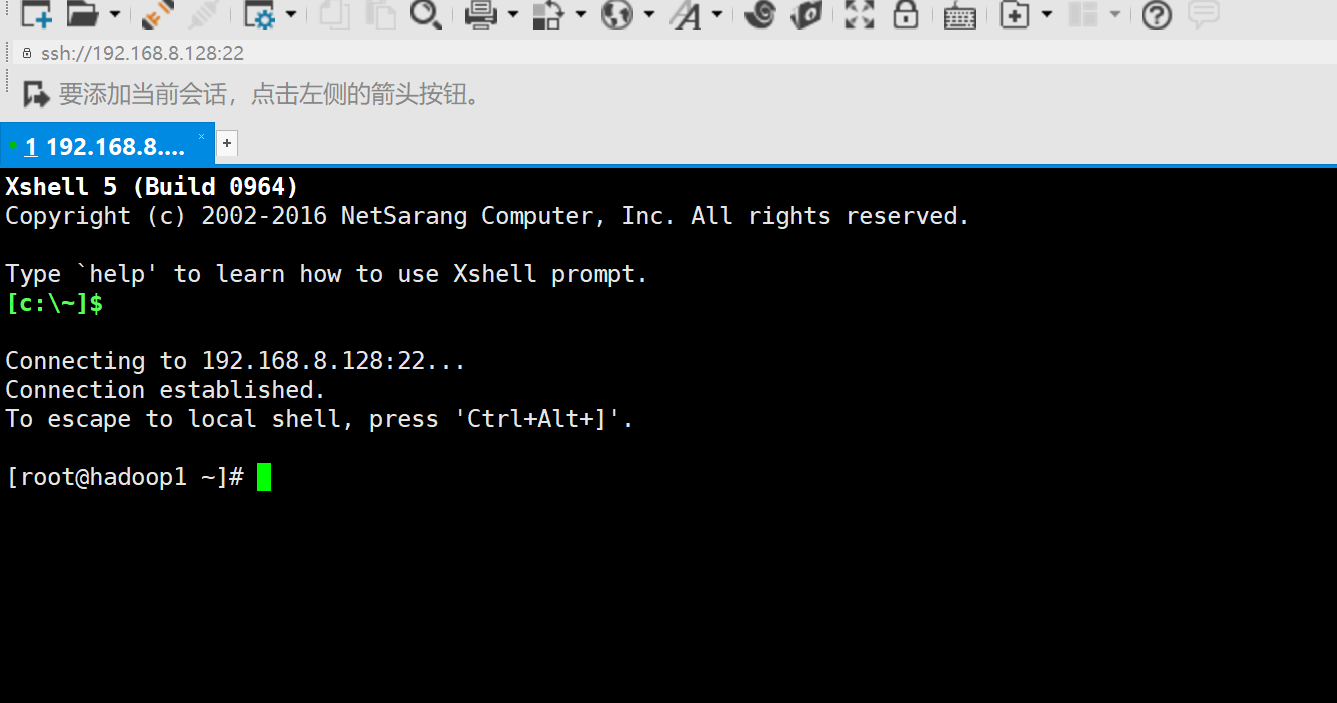 ssh://192.168.8.128:22
要添加当前会话，点击左侧的箭头按钮。
1 192.168.8....
Xshell 5 (Build 0964)
Copyright (c) 2002-2016 NetSarang Computer, Inc. All rights reserved.
Type `help' to learn how to use Xshell prompt.
[c:\~]$
Connecting to 192.168.8.128:22...
Connection established.
To escape to local shell, press 'Ctrl+Alt+]'.
[root@hadoop1 ~]#